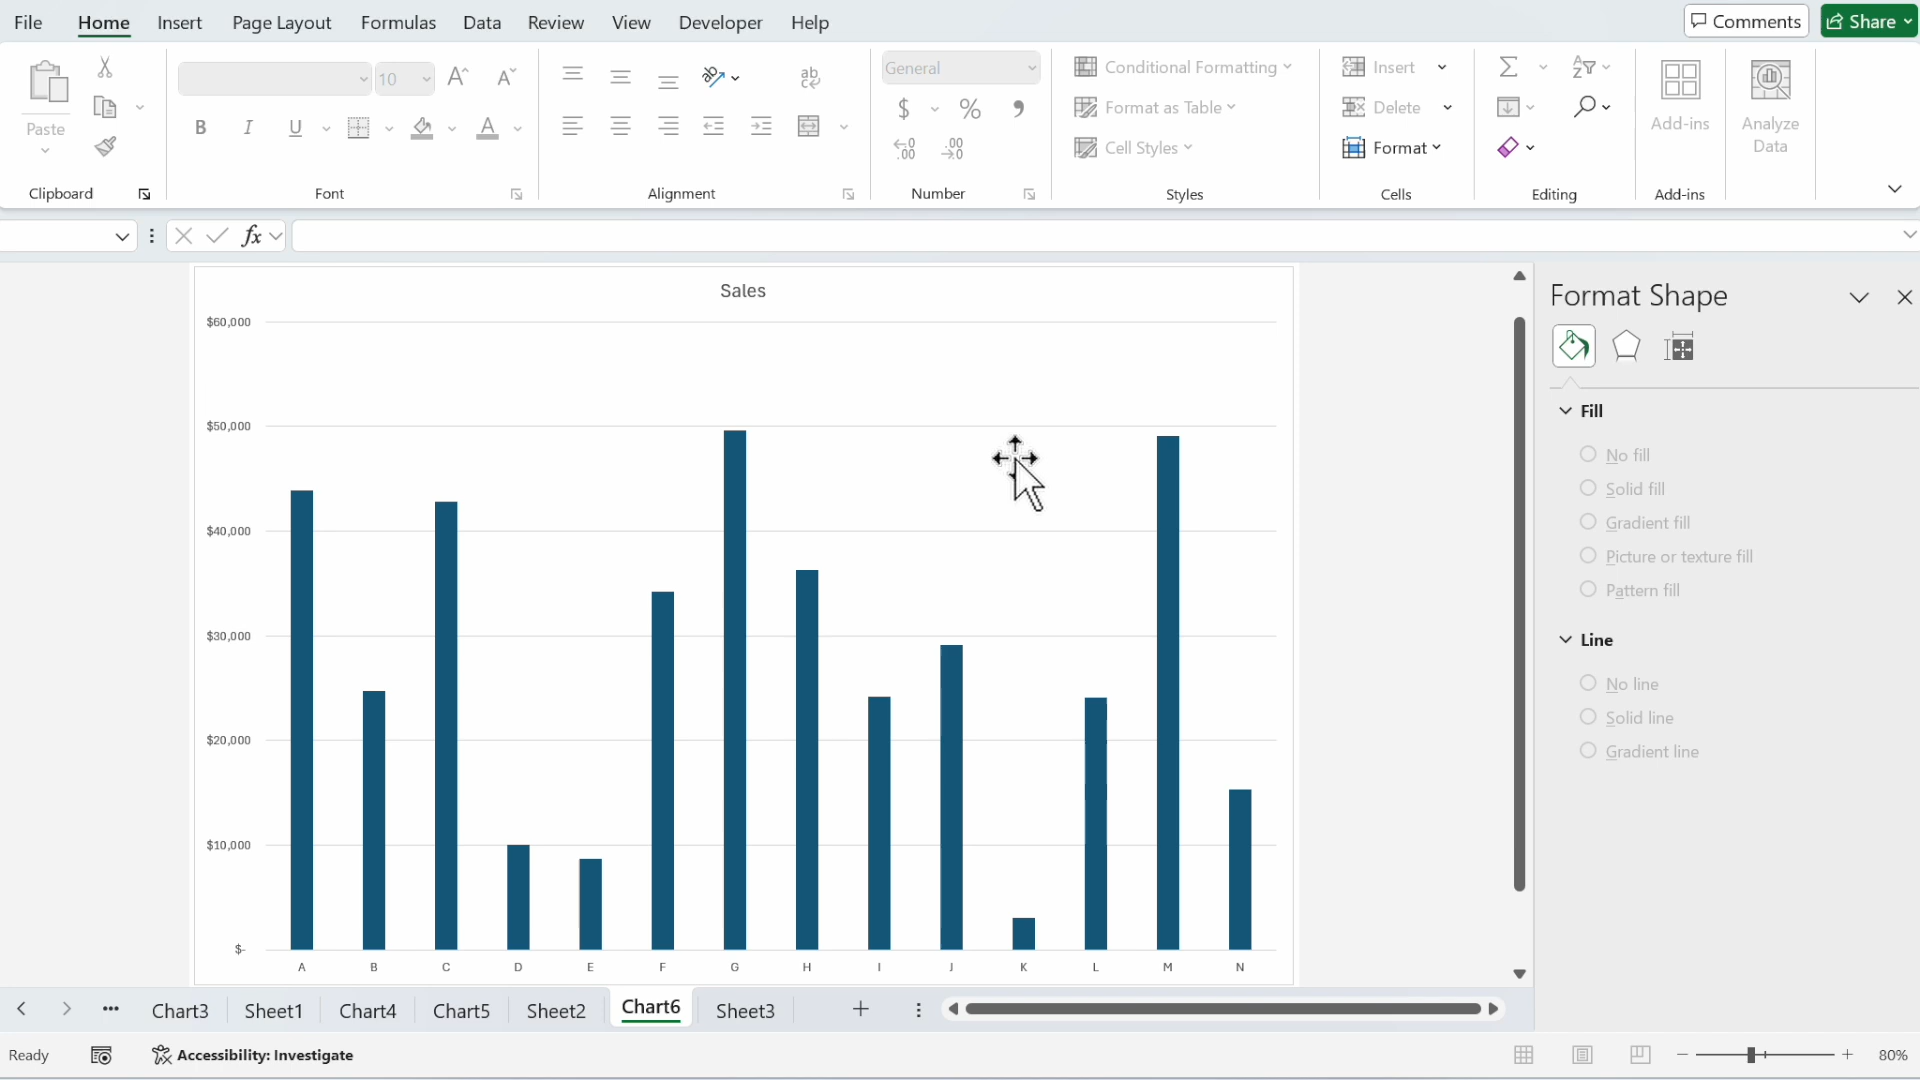 File Home Insert Page Layout Formulas Data Review View Developer Help Comments Share
Paste
Clipboard
10
B I U A
Font
ab
Alignment
General
$ % ,
.00 .00
Number
Conditional Formatting
Format as Table
Cell Styles
Styles
Insert
Delete
Format
Cells
Editing
Add-ins
Add-ins
Analyze
Data
fx
Sales
$60,000
$50,000
$40,000
$30,000
$20,000
$10,000
$-
A B C D E F G H I J K L M N
Format Shape
Fill
No fill
Solid fill
Gradient fill
Picture or texture fill
Pattern fill
Line
No line
Solid line
Gradient line
Chart3 Sheet1 Chart4 Chart5 Sheet2 Chart6 Sheet3
Ready Accessibility: Investigate 80%